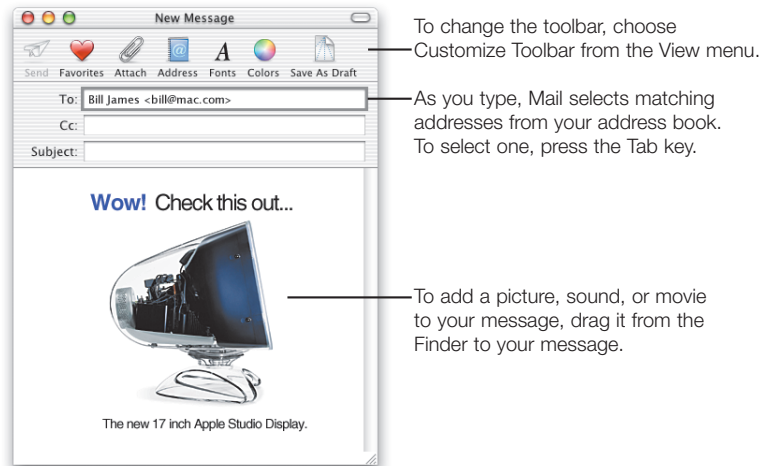 New Message
Send Favorites Attach Address Fonts Colors Save As Draft
To: Bill James <bill@mac.com>
Cc:
Subject:
Wow! Check this out...
The new 17 inch Apple Studio Display.
To change the toolbar, choose
Customize Toolbar from the View menu.
As you type, Mail selects matching
addresses from your address book.
To select one, press the Tab key.
To add a picture, sound, or movie
to your message, drag it from the
Finder to your message.